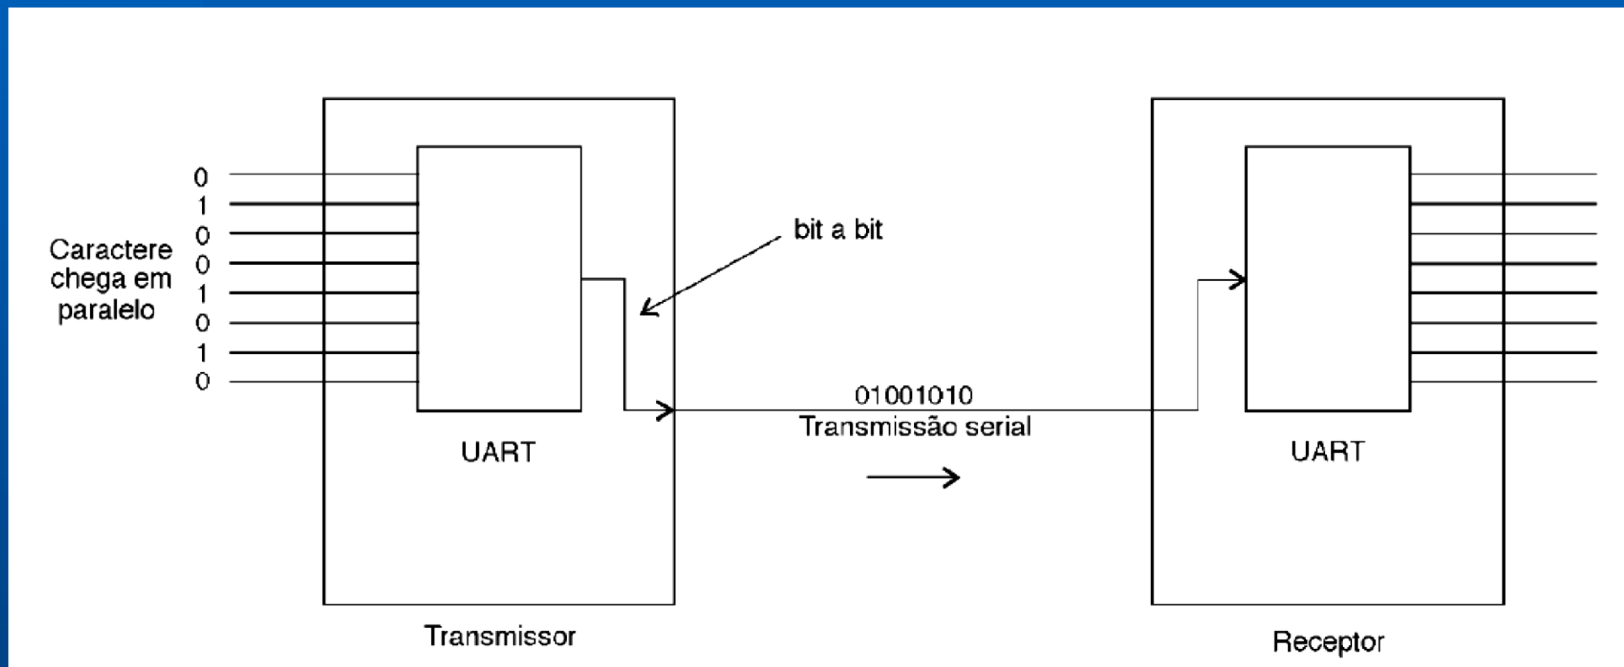 Caractere
chega em
paralelo
0
1
0
0
1
0
1
0
bit a bit
01001010
Transmissão serial
UART
UART
Transmissor
Receptor